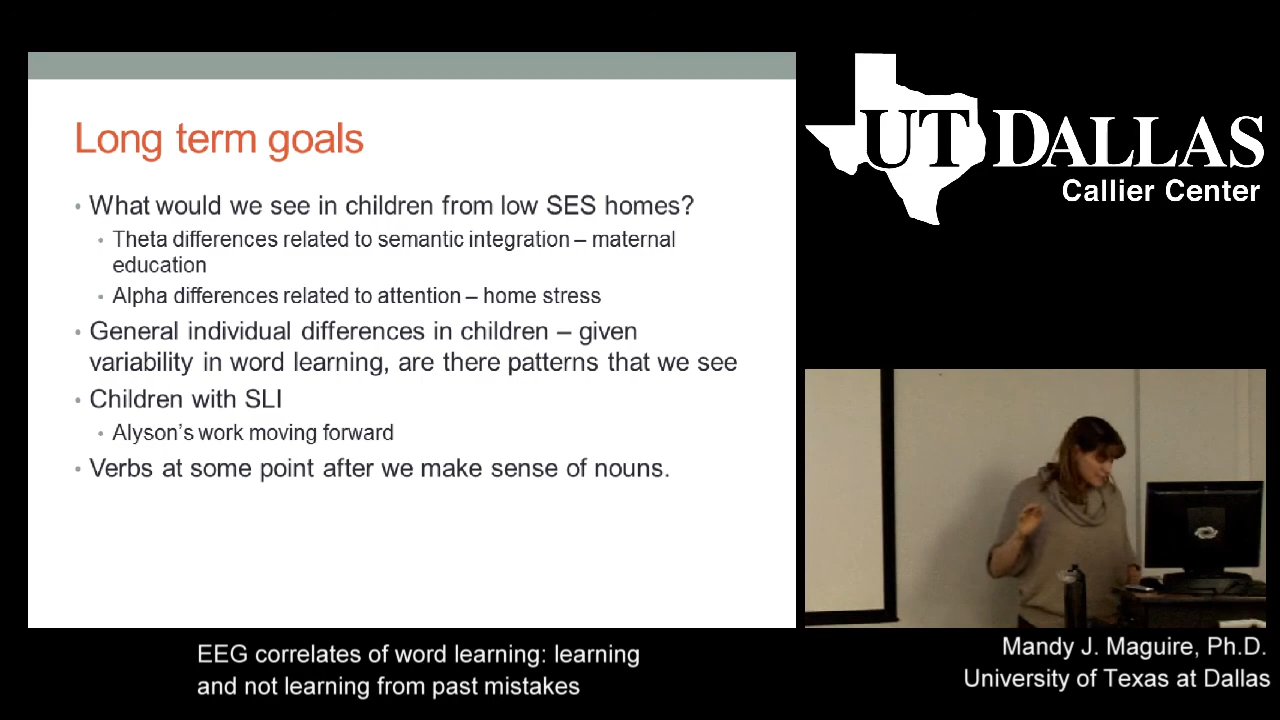 Long term goals
• What would we see in children from low SES homes?
• Theta differences related to semantic integration – maternal
education
• Alpha differences related to attention – home stress
• General individual differences in children – given
variability in word learning, are there patterns that we see
• Children with SLI
• Alyson's work moving forward
• Verbs at some point after we make sense of nouns.
UT DALLAS
Callier Center
EEG correlates of word learning: learning
and not learning from past mistakes
Mandy J. Maguire, Ph.D.
University of Texas at Dallas